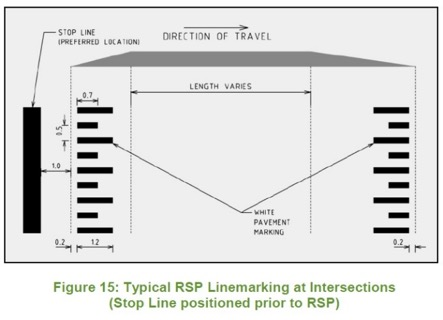 STOP LINE
(PREFERRED LOCATION)
DIRECTION OF TRAVEL
LENGTH VARIES
0.7
0.5
1.0
WHITE
PAVEMENT
MARKING
0.2
1.2
0.2
Figure 15: Typical RSP Linemarking at Intersections
(Stop Line positioned prior to RSP)